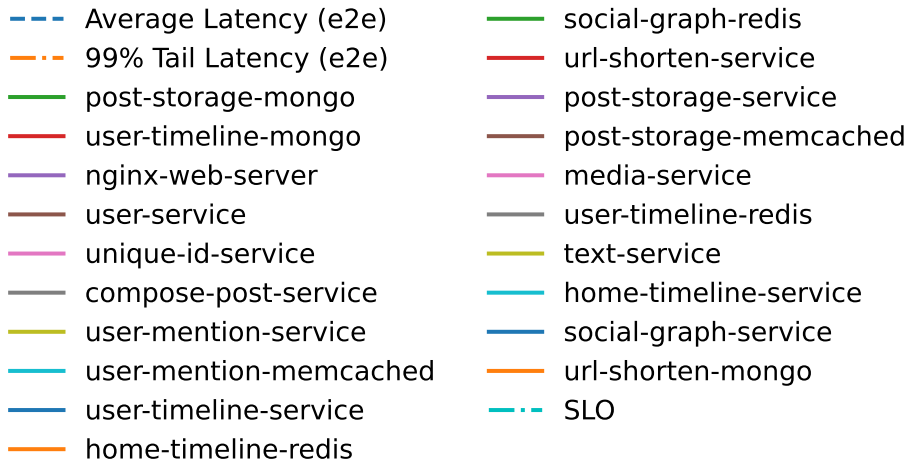 Average Latency (e2e)
99% Tail Latency (e2e)
post-storage-mongo
user-timeline-mongo
nginx-web-server
user-service
unique-id-service
compose-post-service
user-mention-service
user-mention-memcached
user-timeline-service
home-timeline-redis
social-graph-redis
url-shorten-service
post-storage-service
post-storage-memcached
media-service
user-timeline-redis
text-service
home-timeline-service
social-graph-service
url-shorten-mongo
SLO